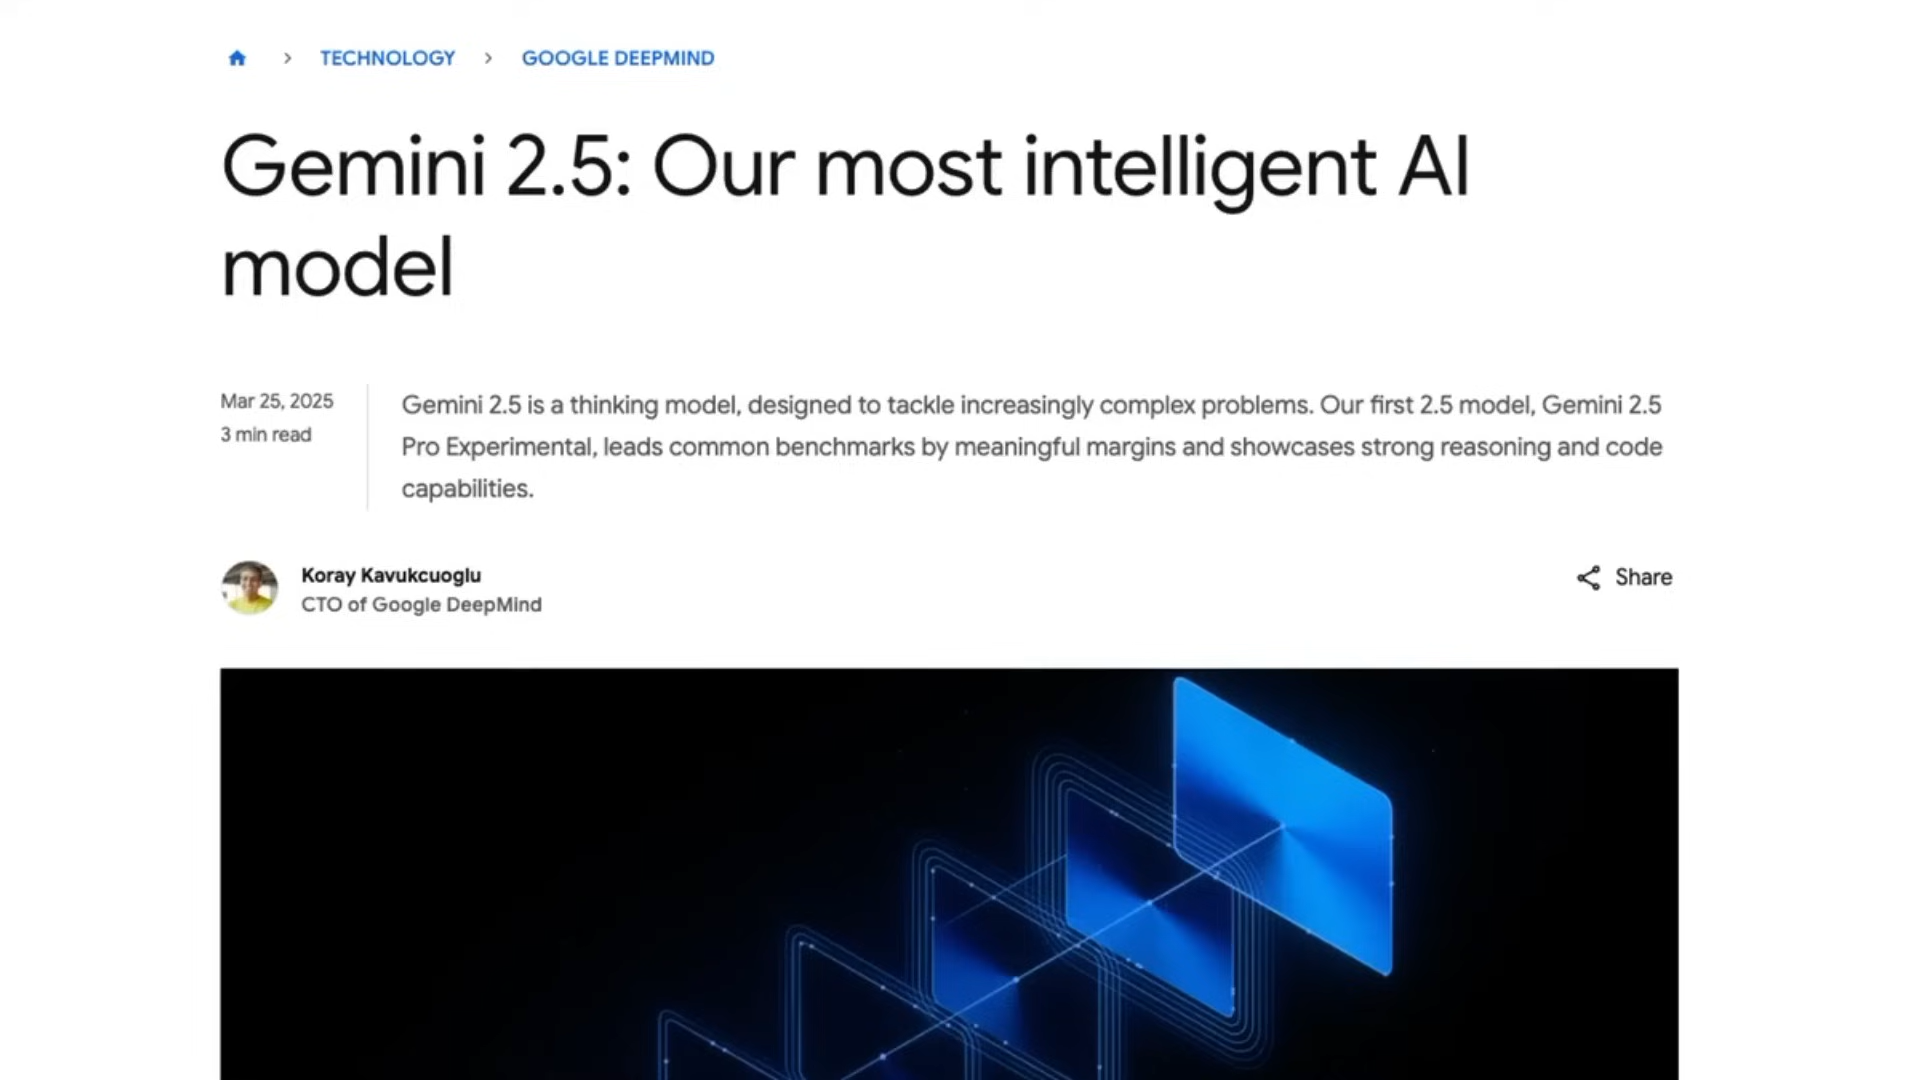 TECHNOLOGY > GOOGLE DEEPMIND
Gemini 2.5: Our most intelligent AI
model
Mar 25, 2025
3 min read
Gemini 2.5 is a thinking model, designed to tackle increasingly complex problems. Our first 2.5 model, Gemini 2.5
Pro Experimental, leads common benchmarks by meaningful margins and showcases strong reasoning and code
capabilities.
Koray Kavukcuoglu
CTO of Google DeepMind
Share